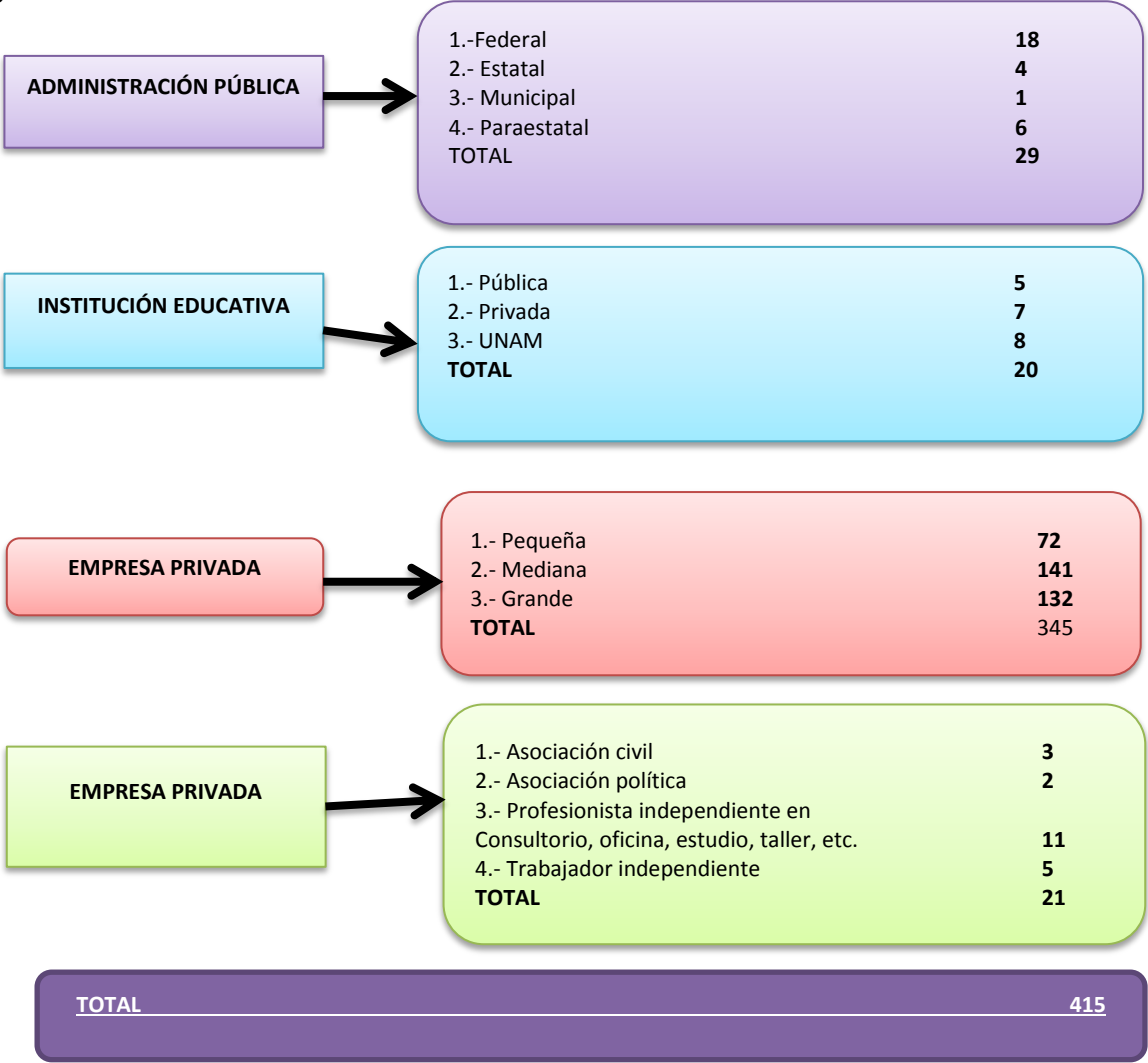 ADMINISTRACIÓN PÚBLICA
1.-Federal 18
2.- Estatal 4
3.- Municipal 1
4.- Paraestatal 6
TOTAL 29
INSTITUCIÓN EDUCATIVA
1.- Pública 5
2.- Privada 7
3.- UNAM 8
TOTAL 20
EMPRESA PRIVADA
1.- Pequeña 72
2.- Mediana 141
3.- Grande 132
TOTAL 345
EMPRESA PRIVADA
1.- Asociación civil 3
2.- Asociación política 2
3.- Profesionista independiente en
Consultorio, oficina, estudio, taller, etc. 11
4.- Trabajador independiente 5
TOTAL 21
TOTAL 415